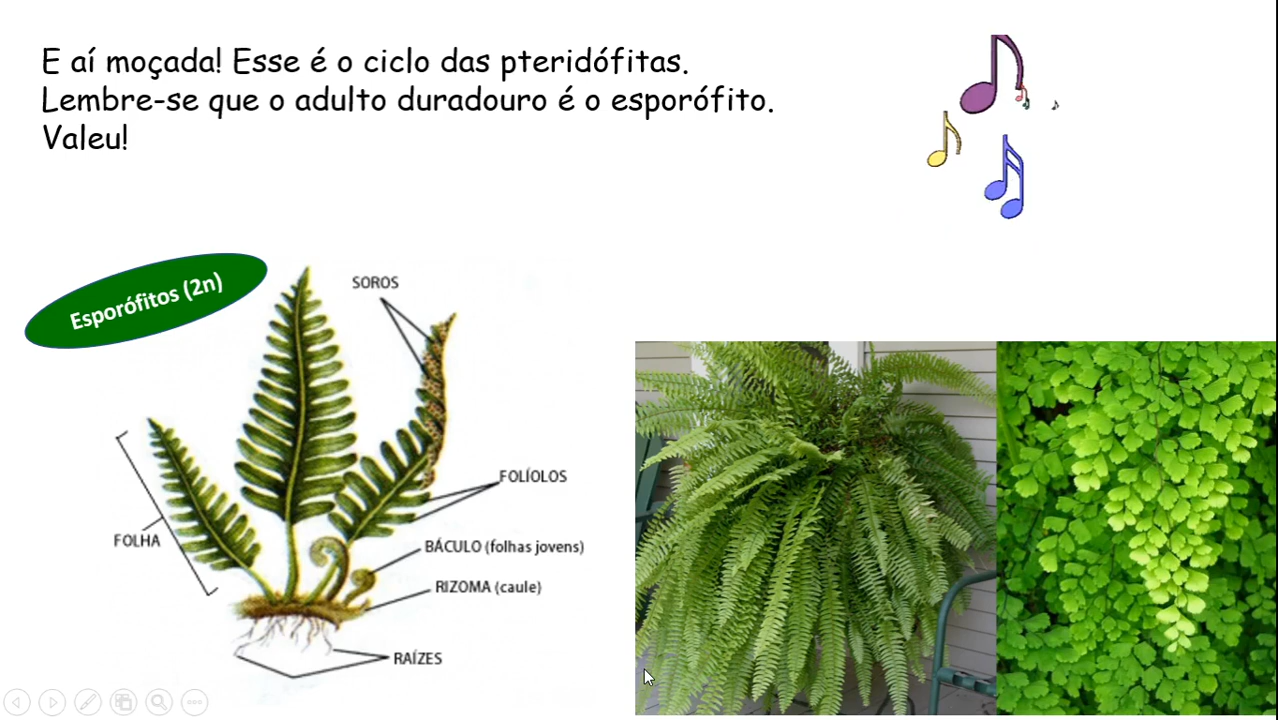 E aí moçada! Esse é o ciclo das pteridófitas.
Lembre-se que o adulto duradouro é o esporófito.
Valeu!
Esporófitos (2n)
SOROS
FOLÍOLOS
FOLHA
BÁCULO (folhas jovens)
RIZOMA (caule)
RAÍZES